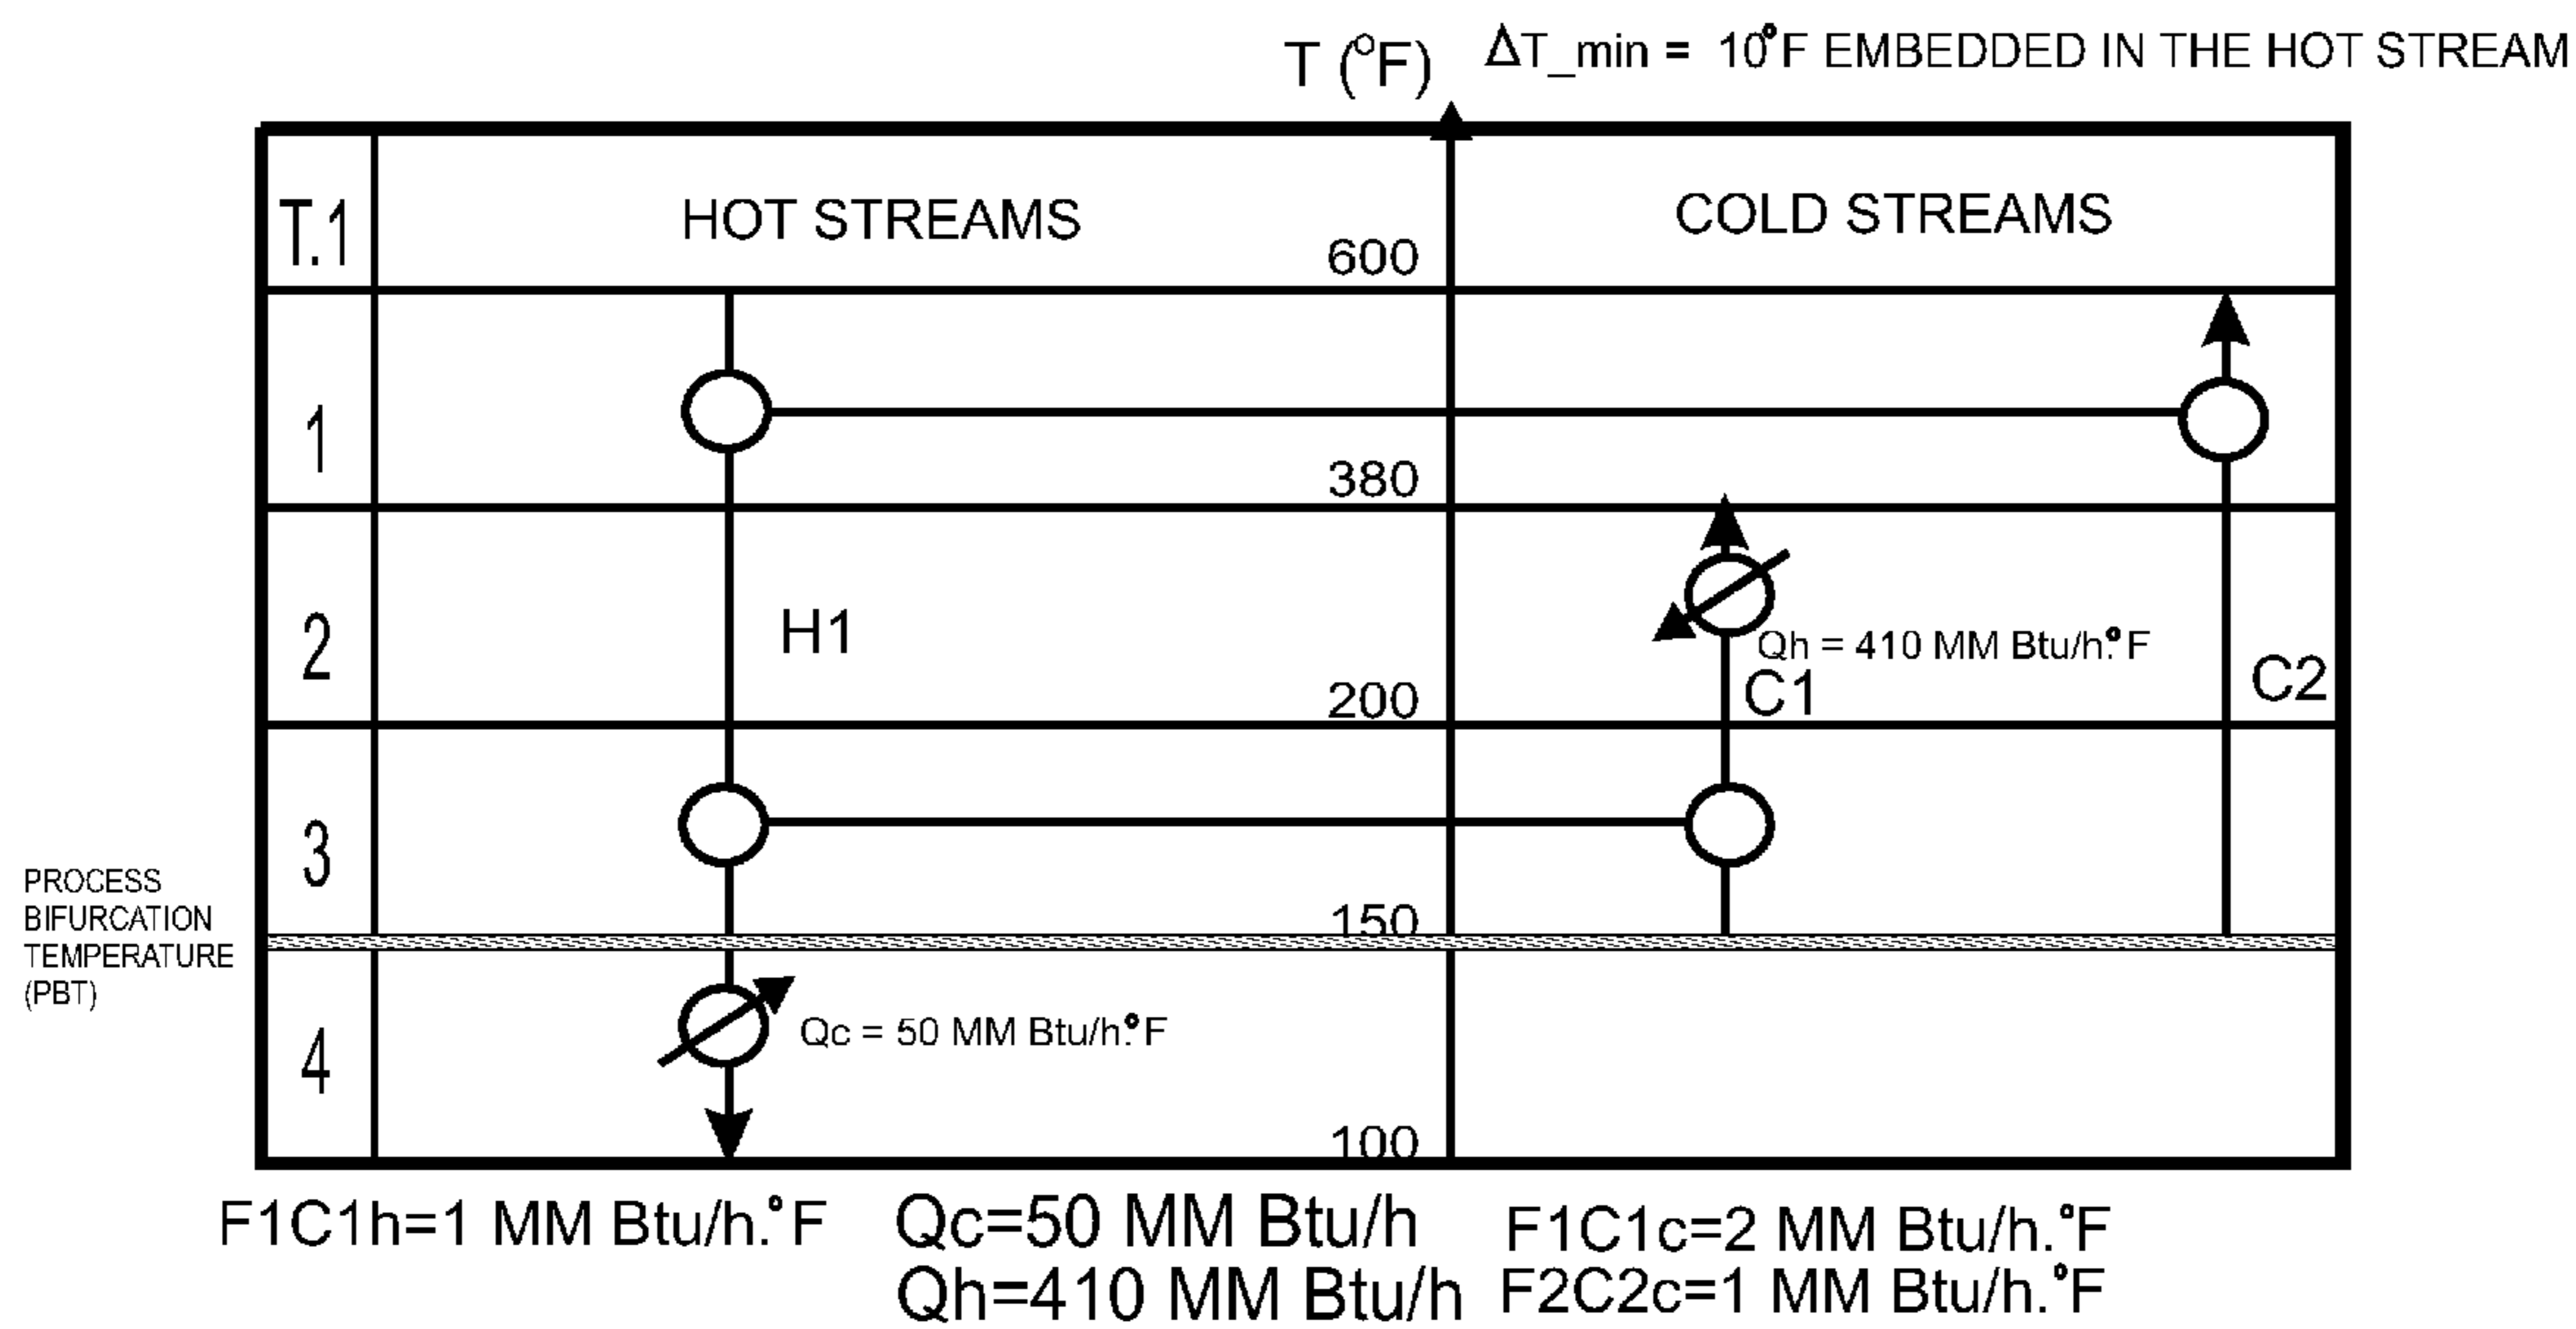 T (°F) ΔT_min = 10°F EMBEDDED IN THE HOT STREAM
T.1 HOT STREAMS COLD STREAMS
600
1
380
2 H1 Qh = 410 MM Btu/h.°F
200 C1 C2
3
PROCESS
BIFURCATION
TEMPERATURE
(PBT)
150
4 Qc = 50 MM Btu/h.°F
100
F1C1h=1 MM Btu/h.°F Qc=50 MM Btu/h F1C1c=2 MM Btu/h.°F
Qh=410 MM Btu/h F2C2c=1 MM Btu/h.°F